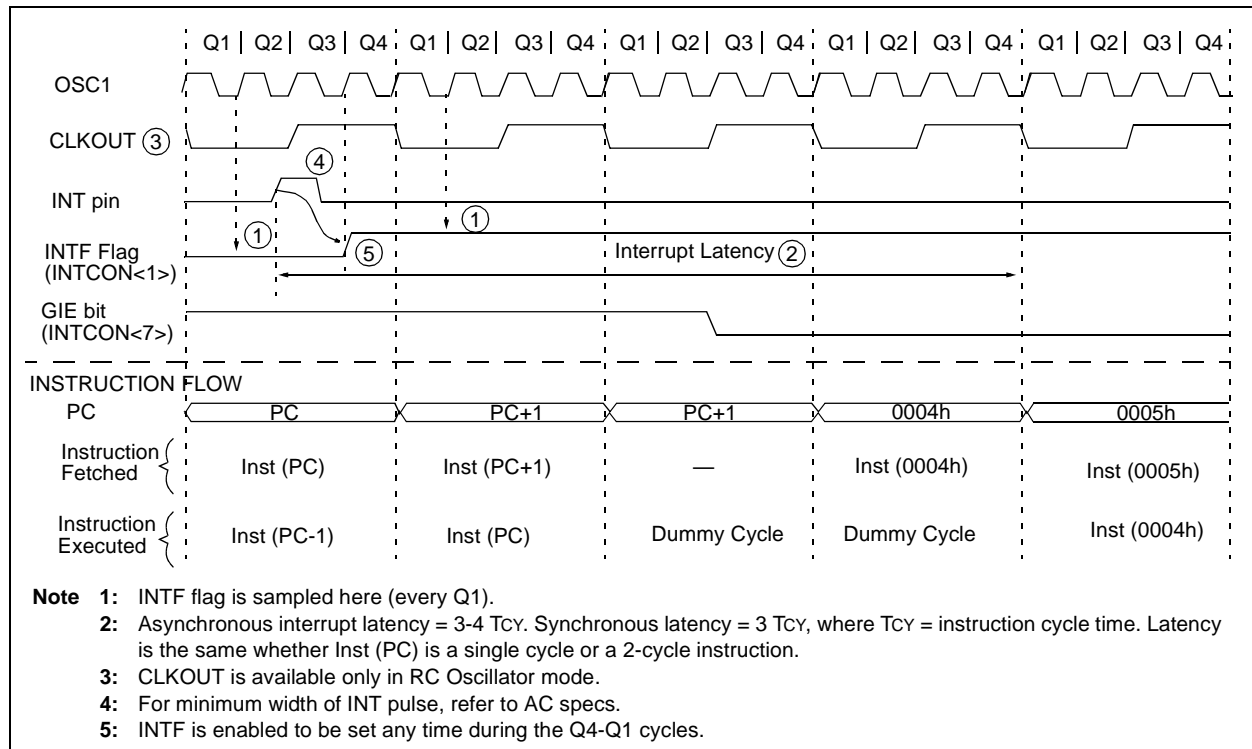 Q1 | Q2 | Q3 | Q4 Q1 | Q2 | Q3 | Q4 Q1 | Q2 | Q3 | Q4 Q1 | Q2 | Q3 | Q4 Q1 | Q2 | Q3 | Q4
OSC1
CLKOUT ③
④
INT pin
① ①
INTF Flag ⑤ Interrupt Latency ②
(INTCON<1>)
GIE bit
(INTCON<7>)
INSTRUCTION FLOW
PC PC PC+1 PC+1 0004h 0005h
Instruction
Fetched Inst (PC) Inst (PC+1) — Inst (0004h) Inst (0005h)
Instruction
Executed Inst (PC-1) Inst (PC) Dummy Cycle Dummy Cycle Inst (0004h)
Note 1: INTF flag is sampled here (every Q1).
2: Asynchronous interrupt latency = 3-4 TCY. Synchronous latency = 3 TCY, where TCY = instruction cycle time. Latency
is the same whether Inst (PC) is a single cycle or a 2-cycle instruction.
3: CLKOUT is available only in RC Oscillator mode.
4: For minimum width of INT pulse, refer to AC specs.
5: INTF is enabled to be set any time during the Q4-Q1 cycles.